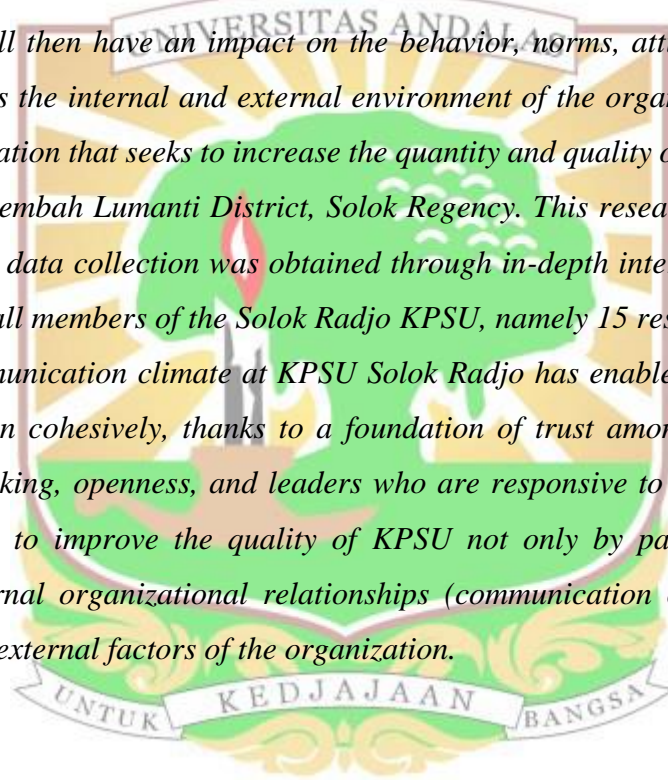 UNIVERSITAS ANDALAS
ll then have an impact on the behavior, norms, att
s the internal and external environment of the organ
ation that seeks to increase the quantity and quality o
embah Lumanti District, Solok Regency. This resea
data collection was obtained through in-depth inte
all members of the Solok Radjo KPSU, namely 15 res
munication climate at KPSU Solok Radjo has enable
n cohesively, thanks to a foundation of trust amon
king, openness, and leaders who are responsive to
to improve the quality of KPSU not only by pa
rnal organizational relationships (communication
external factors of the organization.
UNTUK KEDJAJAAN BANGSA